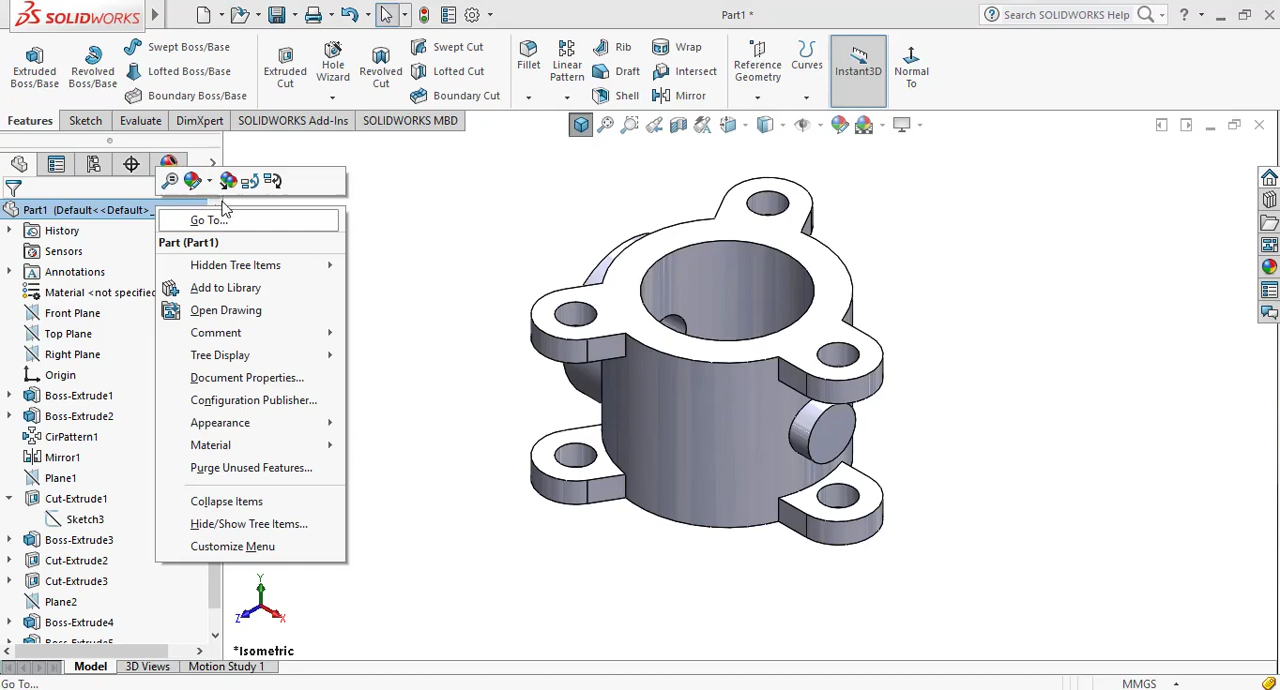 SOLIDWORKS
Part1 *
Search SOLIDWORKS Help
?
Extruded Boss/Base
Revolved Boss/Base
Swept Boss/Base
Lofted Boss/Base
Boundary Boss/Base
Extruded Cut
Hole Wizard
Revolved Cut
Swept Cut
Lofted Cut
Boundary Cut
Fillet
Linear Pattern
Rib
Draft
Shell
Wrap
Intersect
Mirror
Reference Geometry
Curves
Instant3D
Normal To
Features
Sketch
Evaluate
DimXpert
SOLIDWORKS Add-Ins
SOLIDWORKS MBD
Part1 (Default<<Default>_
History
Sensors
Annotations
Material <not specified
Front Plane
Top Plane
Right Plane
Origin
Boss-Extrude1
Boss-Extrude2
CirPattern1
Mirror1
Plane1
Cut-Extrude1
Sketch3
Boss-Extrude3
Cut-Extrude2
Cut-Extrude3
Plane2
Boss-Extrude4
Boss-Extrude5
Go To...
Part (Part1)
Hidden Tree Items
Add to Library
Open Drawing
Comment
Tree Display
Document Properties...
Configuration Publisher...
Appearance
Material
Purge Unused Features...
Collapse Items
Hide/Show Tree Items...
Customize Menu
Y
Z
X
*Isometric
Model
3D Views
Motion Study 1
Go To...
MMGS